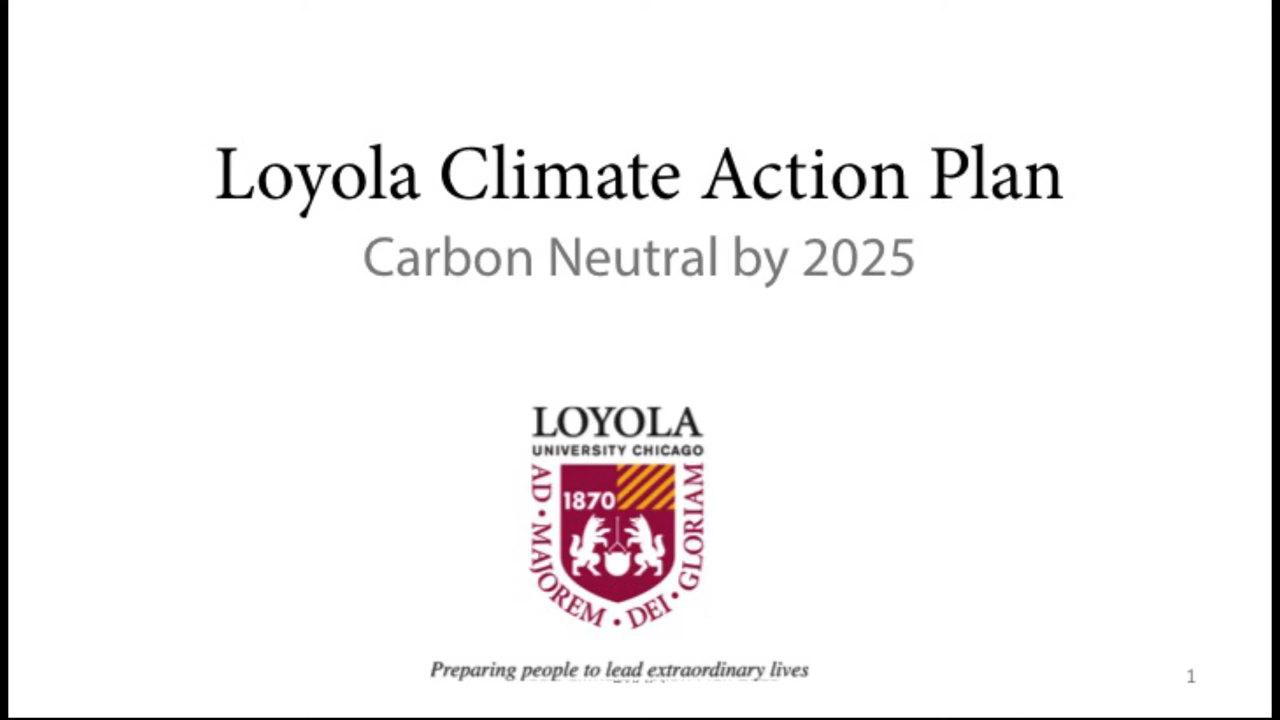 Loyola Climate Action Plan
Carbon Neutral by 2025
LOYOLA
UNIVERSITY CHICAGO
AD • MAJOREM • DEI • GLORIAM
1870
Preparing people to lead extraordinary lives
1